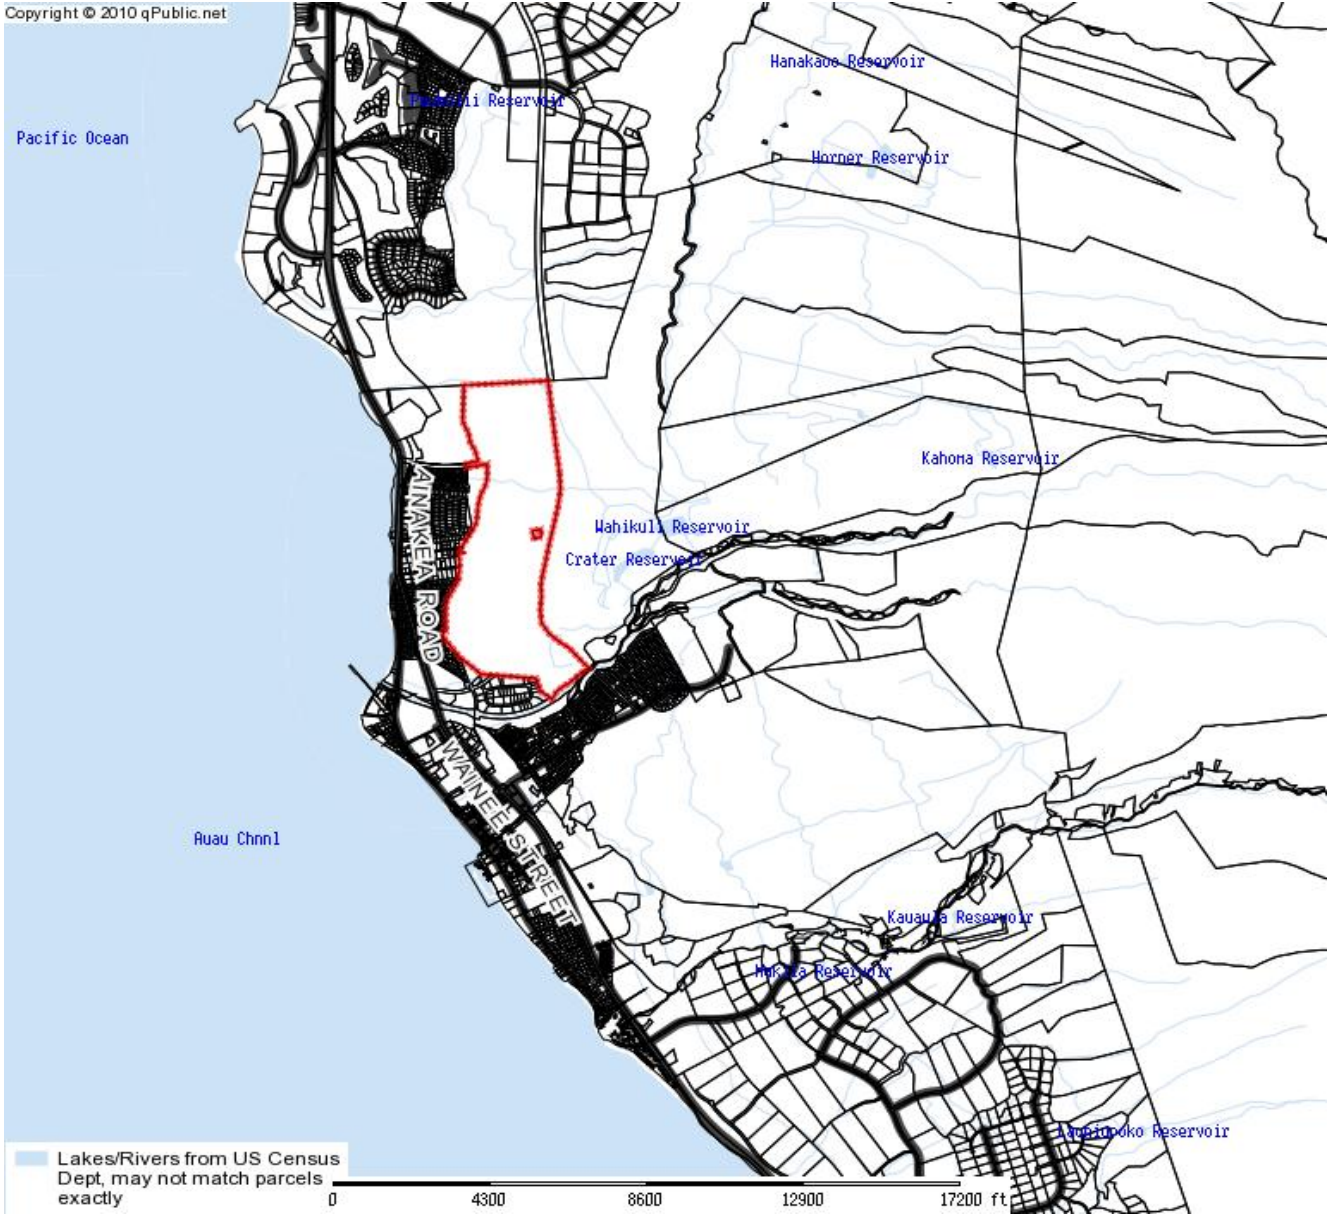 Copyright © 2010 qPublic.net
Hanakaoo Reservoir
Reservoir
Pacific Ocean
Horner Reservoir
Kahoma Reservoir
AINAKEA ROAD
Wahikuli Reservoir
Crater Reservoir
WAINEE STREET
Auau Chnnl
Kauaula Reservoir
Reservoir
Reservoir
Lakes/Rivers from US Census
Dept, may not match parcels
exactly
0 4300 8600 12900 17200 ft